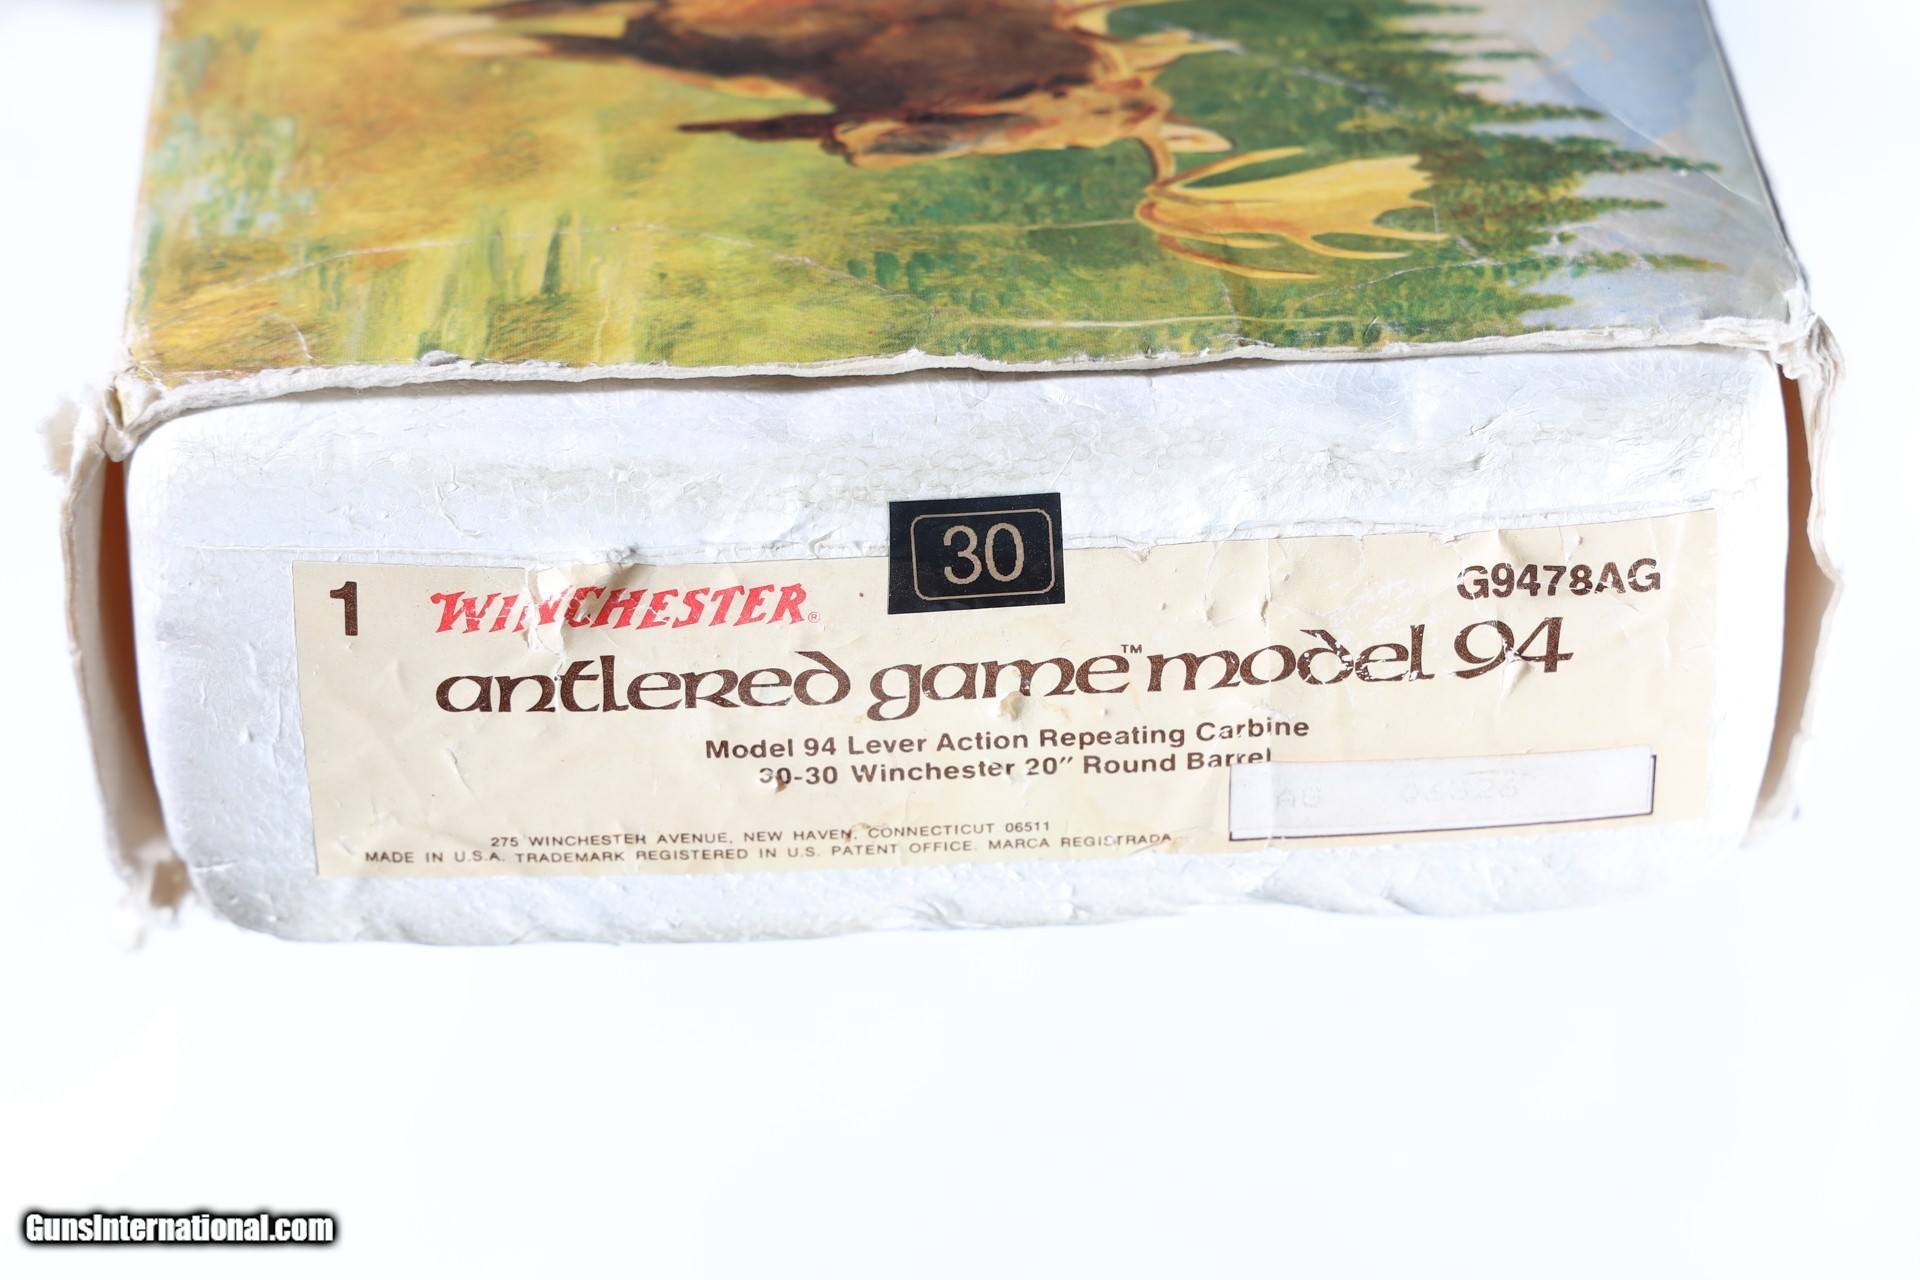 30
1 WINCHESTER® G9478AG
antlered game™ model 94
Model 94 Lever Action Repeating Carbine
30-30 Winchester 20″ Round Barrel
275 WINCHESTER AVENUE, NEW HAVEN, CONNECTICUT 06511
MADE IN U.S.A. TRADEMARK REGISTERED IN U.S. PATENT OFFICE. MARCA REGISTRADA
GunsInternational.com